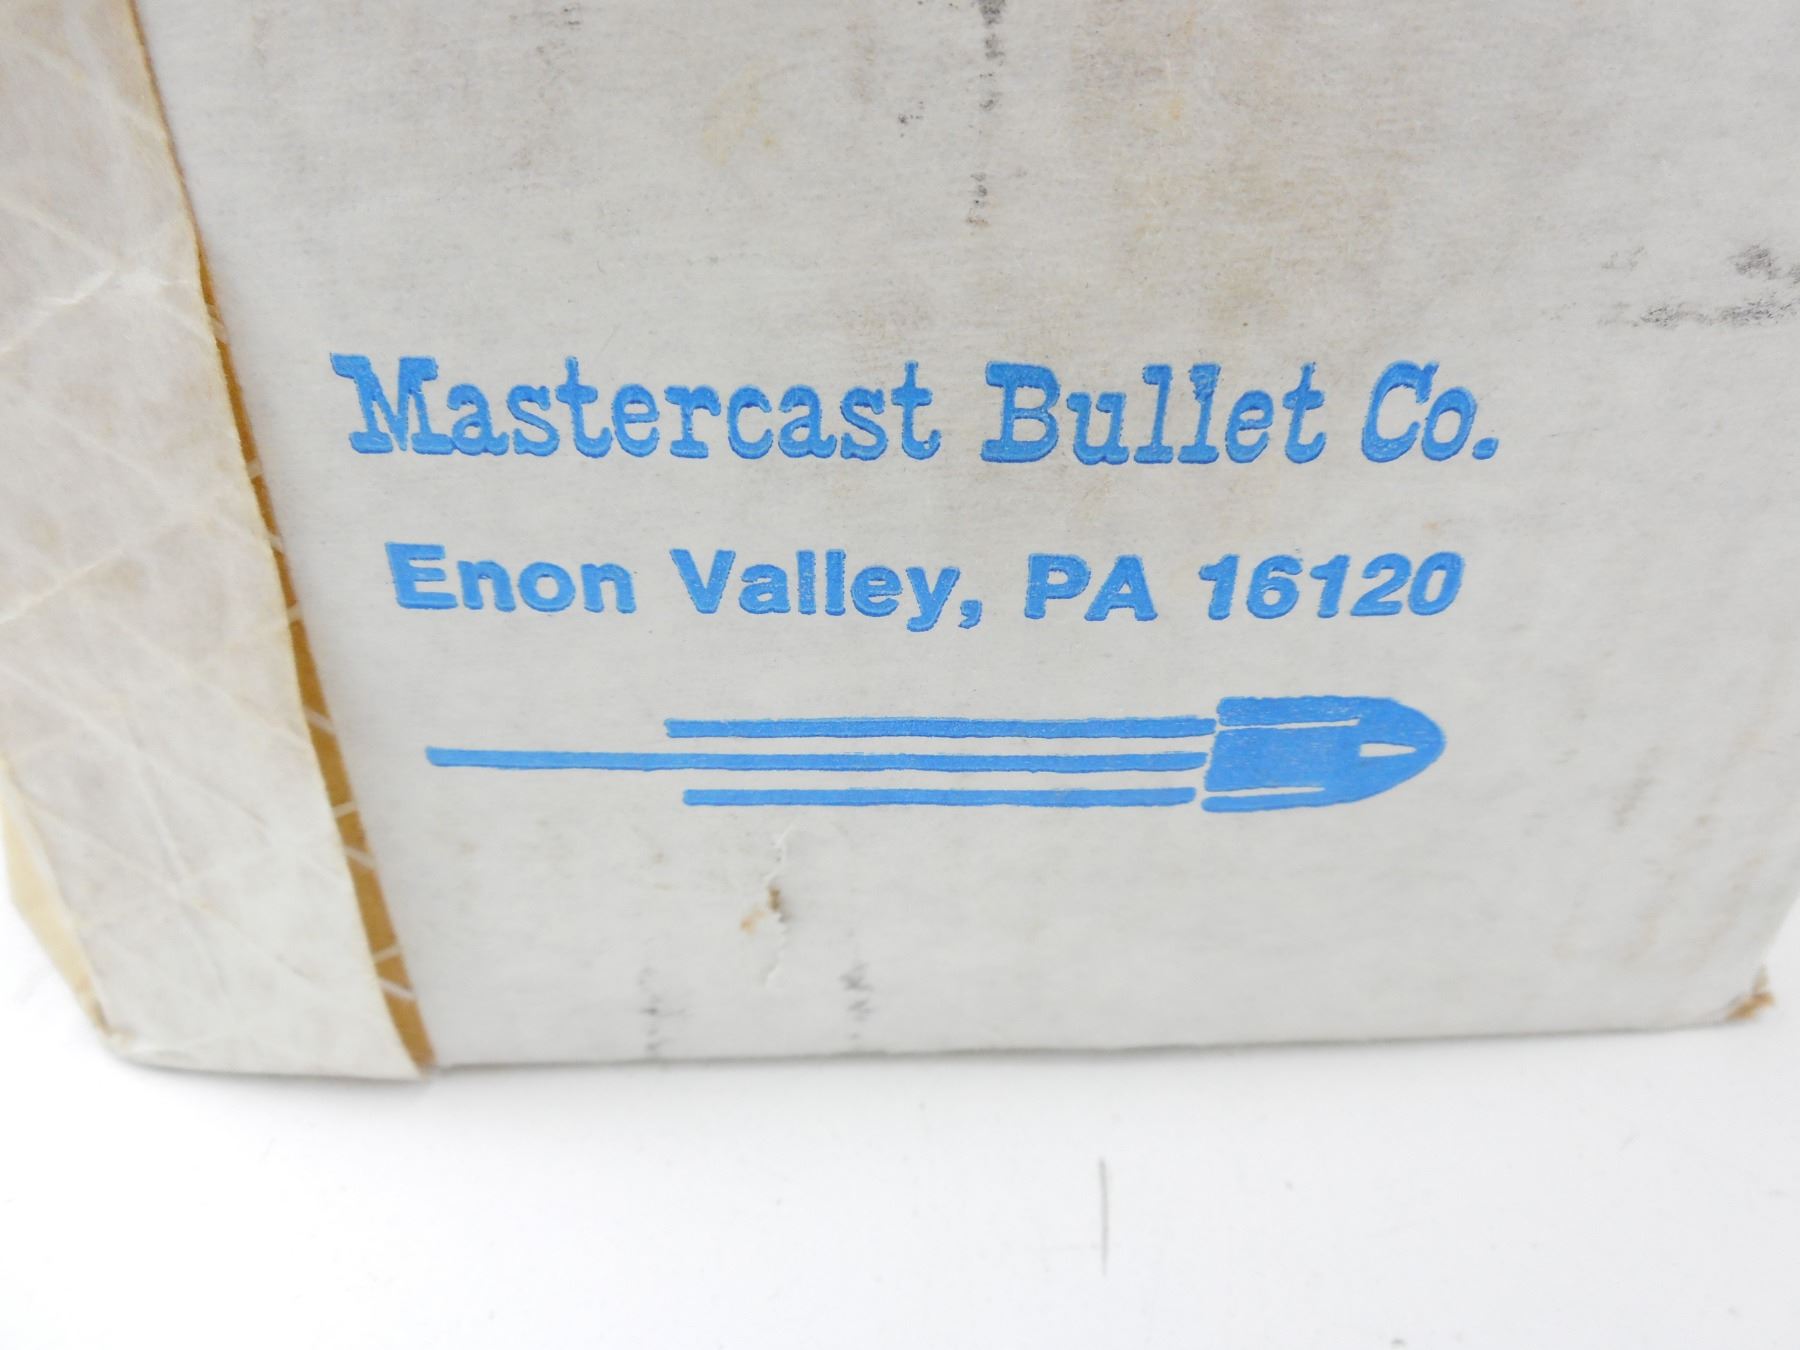 Mastercast Bullet Co.
Enon Valley, PA 16120